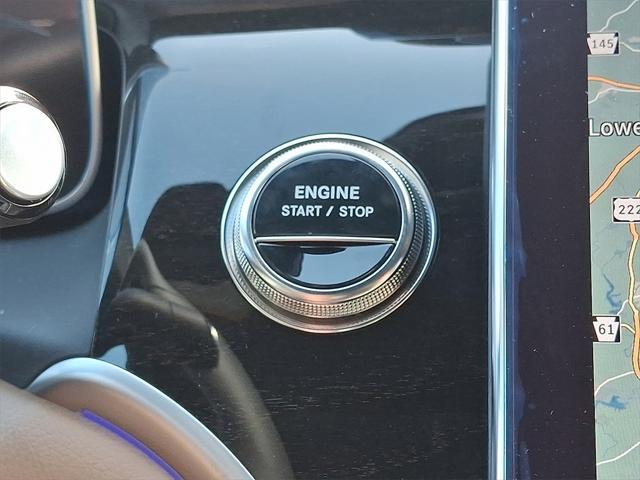 ENGINE
START / STOP
145
Lowe
222
61